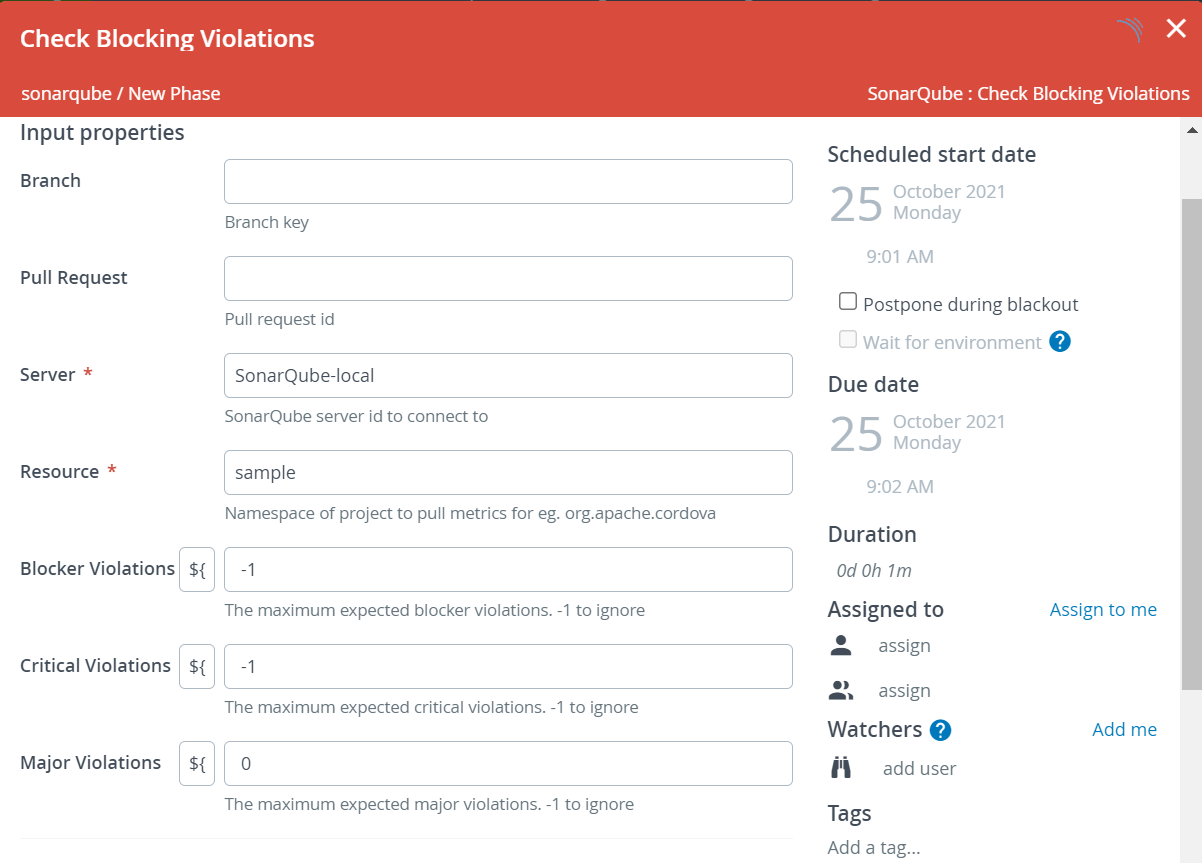 Check Blocking Violations
sonarqube / New Phase
SonarQube : Check Blocking Violations
Input properties
Branch
Branch key
Pull Request
Pull request id
Server *
SonarQube-local
SonarQube server id to connect to
Resource *
sample
Namespace of project to pull metrics for eg. org.apache.cordova
Blocker Violations ${ -1
The maximum expected blocker violations. -1 to ignore
Critical Violations ${ -1
The maximum expected critical violations. -1 to ignore
Major Violations ${ 0
The maximum expected major violations. -1 to ignore
Scheduled start date
25 October 2021
Monday
9:01 AM
Postpone during blackout
Wait for environment ?
Due date
25 October 2021
Monday
9:02 AM
Duration
0d 0h 1m
Assigned to Assign to me
assign
assign
Watchers ? Add me
add user
Tags
Add a tag...